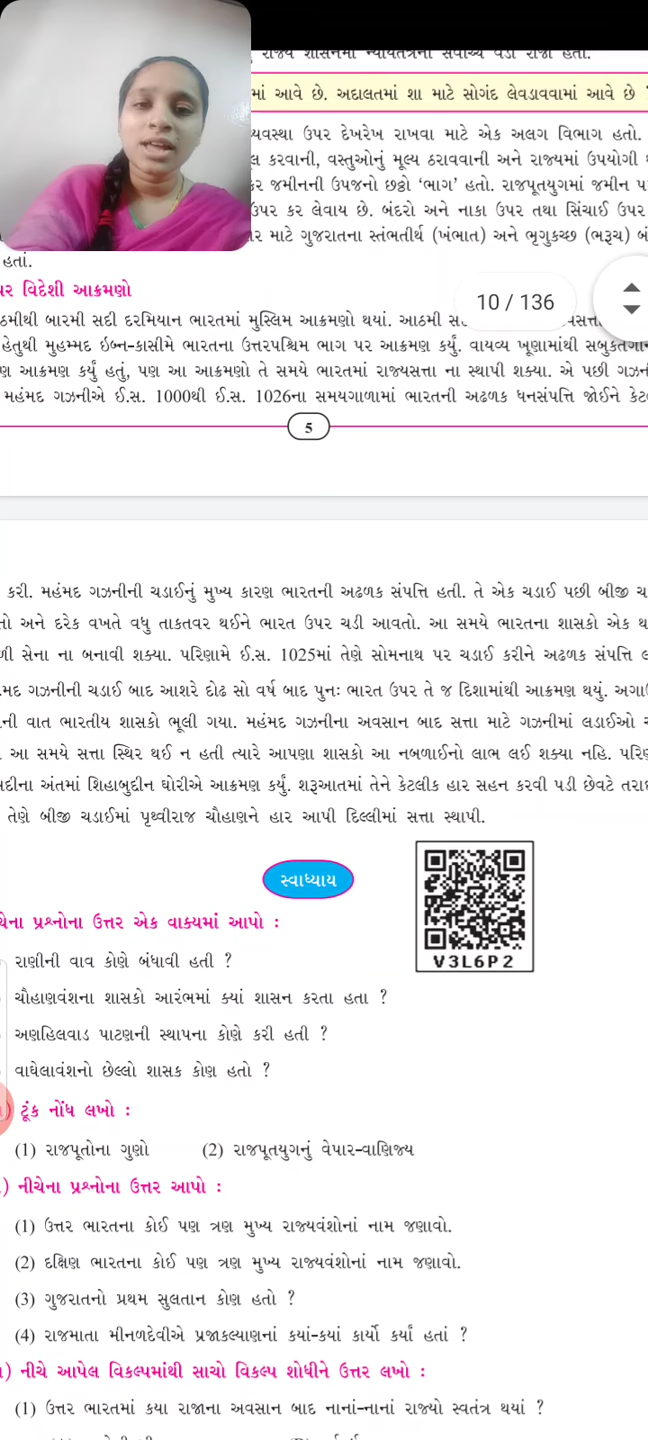 રાજ્ય શાસનમાં ન્યાયતંત્રના સર્વોચ્ચ વડા રાજા હતા.
માં આવે છે. અદાલતમાં શા માટે સોગંદ લેવડાવવામાં આવે છે ?
વ્યવસ્થા ઉપર દેખરેખ રાખવા માટે એક અલગ વિભાગ હતો.
કરવાની, વસ્તુઓનું મૂલ્ય ઠરાવવાની અને રાજ્યમાં ઉપયોગી
કર જમીનની ઉપજનો છઠ્ઠો ‘ભાગ’ હતો. રાજપૂતયુગમાં જમીન
ઉપર કર લેવાય છે. બંદરો અને નાકા ઉપર તથા સિંચાઈ ઉપર
માટે ગુજરાતના સ્તંભતીર્થ (ખંભાત) અને ભૃગુકચ્છ (ભરૂચ)
હતાં.
પર વિદેશી આક્રમણો
10 / 136
ઠમીથી બારમી સદી દરમિયાન ભારતમાં મુસ્લિમ આક્રમણો થયાં. આઠમી
હેતુથી મુહમ્મદ ઇબ્ન-કાસીમે ભારતના ઉત્તરપશ્ચિમ ભાગ પર આક્રમણ કર્યું. વાયવ્ય ખૂણામાંથી
ણ આક્રમણ કર્યું હતું, પણ આ આક્રમણો તે સમયે ભારતમાં રાજ્યસત્તા ના સ્થાપી શક્યા. એ પછી
મહંમદ ગઝનીએ ઈ.સ. 1000થી ઈ.સ. 1026ના સમયગાળામાં ભારતની અઢળક ધનસંપત્તિ જોઈને
5
કરી. મહંમદ ગઝનીની ચડાઈનું મુખ્ય કારણ ભારતની અઢળક સંપત્તિ હતી. તે એક ચડાઈ પછી બીજી ચ
તો અને દરેક વખતે વધુ તાકતવર થઈને ભારત ઉપર ચડી આવતો. આ સમયે ભારતના શાસકો એક થ
ળી સેના ના બનાવી શક્યા. પરિણામે ઈ.સ. 1025માં તેણે સોમનાથ પર ચડાઈ કરીને અઢળક સંપત્તિ
મદ ગઝનીની ચડાઈ બાદ આશરે દોઢ સો વર્ષ બાદ પુનઃ ભારત ઉપર તે જ દિશામાંથી આક્રમણ થયું.
ની વાત ભારતીય શાસકો ભૂલી ગયા. મહંમદ ગઝનીના અવસાન બાદ સત્તા માટે ગઝનીમાં લડાઈઓ
આ સમયે સત્તા સ્થિર થઈ ન હતી ત્યારે આપણા શાસકો આ નબળાઈનો લાભ લઈ શક્યા નહિ.
સદીના અંતમાં શિહાબુદ્દીન ઘોરીએ આક્રમણ કર્યું. શરૂઆતમાં તેને કેટલીક હાર સહન કરવી પડી છેવટે
તેણે બીજી ચડાઈમાં પૃથ્વીરાજ ચૌહાણને હાર આપી દિલ્લીમાં સત્તા સ્થાપી.
સ્વાધ્યાય
V3L6P2
ચેના પ્રશ્નોના ઉત્તર એક વાક્યમાં આપો :
રાણીની વાવ કોણે બંધાવી હતી ?
ચૌહાણવંશના શાસકો આરંભમાં ક્યાં શાસન કરતા હતા ?
અણહિલવાડ પાટણની સ્થાપના કોણે કરી હતી ?
વાઘેલાવંશનો છેલ્લો શાસક કોણ હતો ?
) ટૂંક નોંધ લખો :
(1) રાજપૂતોના ગુણો (2) રાજપૂતયુગનું વેપાર-વાણિજ્ય
) નીચેના પ્રશ્નોના ઉત્તર આપો :
(1) ઉત્તર ભારતના કોઈ પણ ત્રણ મુખ્ય રાજ્યવંશોનાં નામ જણાવો.
(2) દક્ષિણ ભારતના કોઈ પણ ત્રણ મુખ્ય રાજ્યવંશોનાં નામ જણાવો.
(3) ગુજરાતનો પ્રથમ સુલતાન કોણ હતો ?
(4) રાજમાતા મીનળદેવીએ પ્રજાકલ્યાણનાં કયાં-કયાં કાર્યો કર્યાં હતાં ?
) નીચે આપેલ વિકલ્પમાંથી સાચો વિકલ્પ શોધીને ઉત્તર લખો :
(1) ઉત્તર ભારતમાં કયા રાજાના અવસાન બાદ નાનાં-નાનાં રાજ્યો સ્વતંત્ર થયાં ?